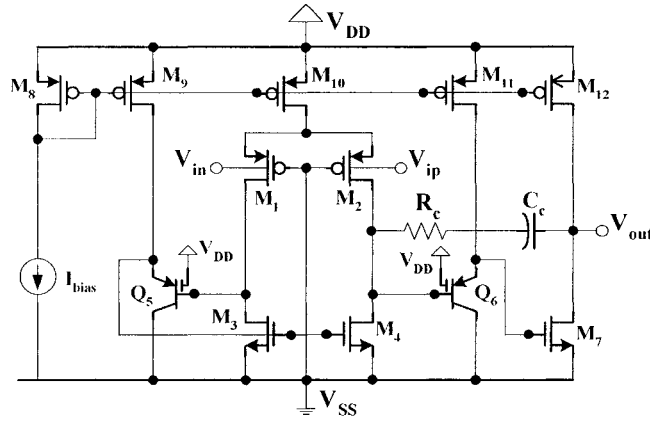 V_DD
M_8
M_9
M_10
M_11
M_12
V_in
V_ip
M_1
M_2
R_c
C_c
V_out
V_DD
V_DD
I_bias
Q_5
Q_6
M_3
M_4
M_7
V_SS